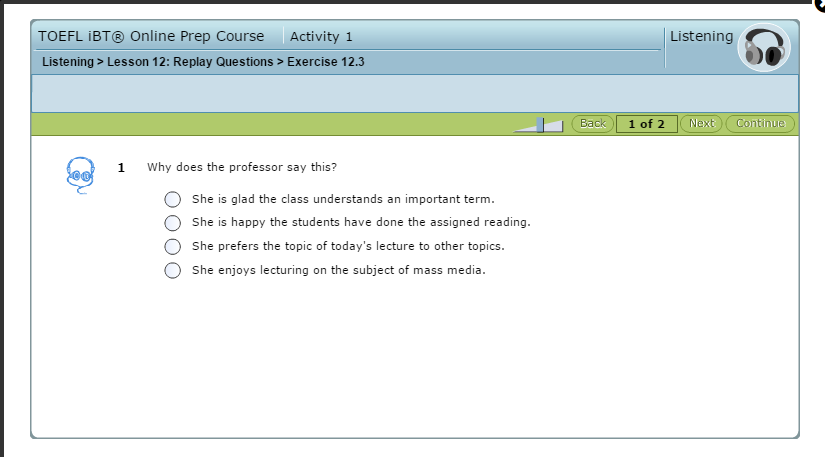 TOEFL iBT® Online Prep Course Activity 1 Listening
Listening > Lesson 12: Replay Questions > Exercise 12.3
Back 1 of 2 Next Continue
1 Why does the professor say this?
She is glad the class understands an important term.
She is happy the students have done the assigned reading.
She prefers the topic of today's lecture to other topics.
She enjoys lecturing on the subject of mass media.